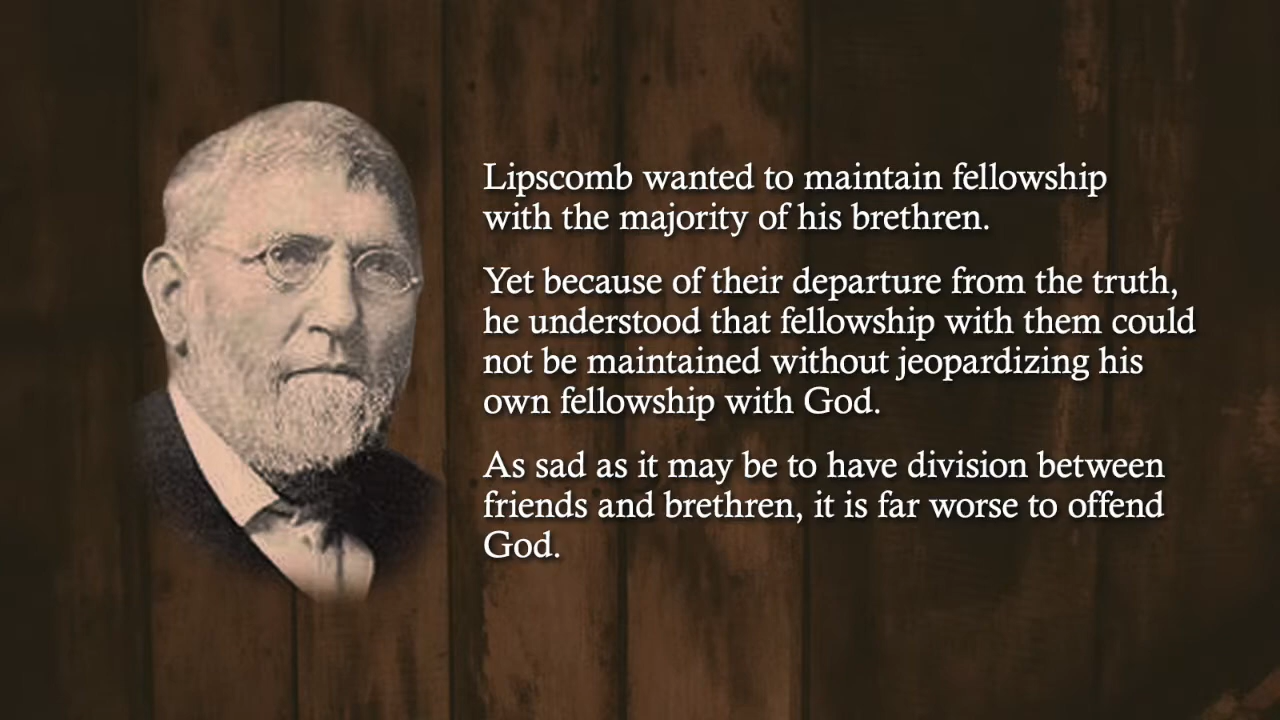 Lipscomb wanted to maintain fellowship
with the majority of his brethren.
Yet because of their departure from the truth,
he understood that fellowship with them could
not be maintained without jeopardizing his
own fellowship with God.
As sad as it may be to have division between
friends and brethren, it is far worse to offend
God.